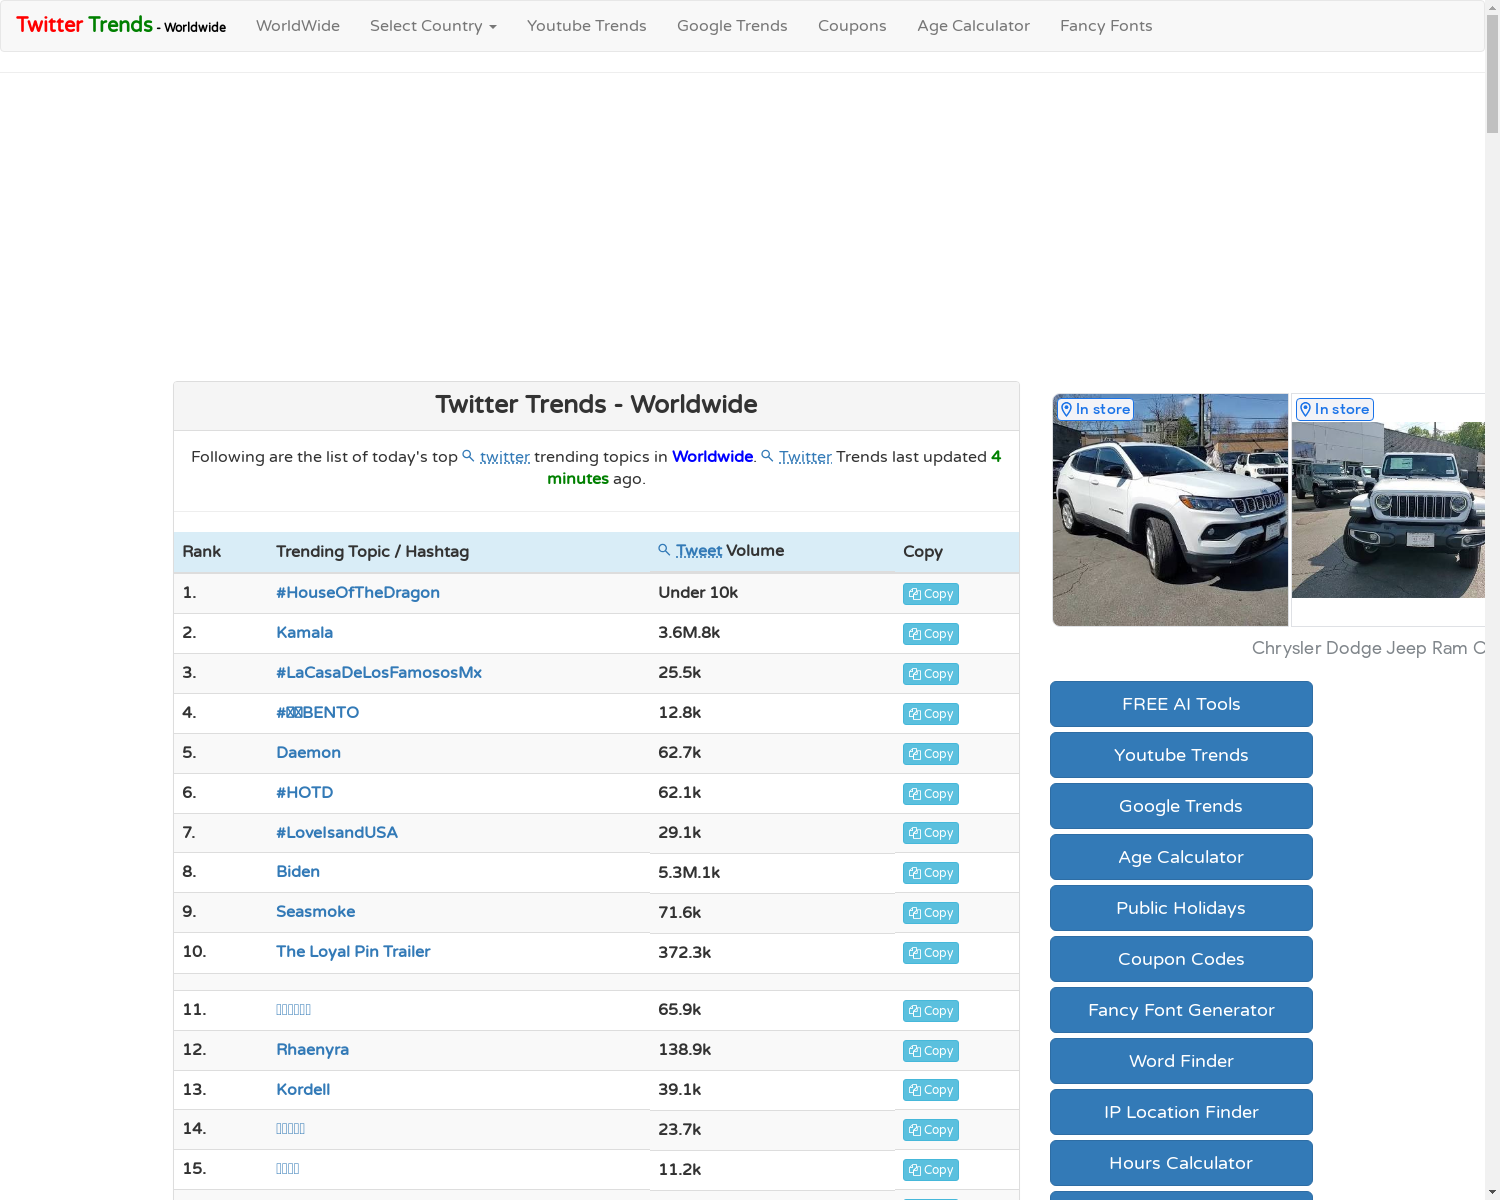 Twitter Trends - Worldwide WorldWide Select Country Youtube Trends Google Trends Coupons Age Calculator Fancy Fonts
Twitter Trends - Worldwide
Following are the list of today's top twitter trending topics in Worldwide. Twitter Trends last updated 4
minutes ago.
Rank Trending Topic / Hashtag Tweet Volume Copy
1. #HouseOfTheDragon Under 10k Copy
2. Kamala 3.6M.8k Copy
3. #LaCasaDeLosFamososMx 25.5k Copy
4. #BENTO 12.8k Copy
5. Daemon 62.7k Copy
6. #HOTD 62.1k Copy
7. #LoveIsandUSA 29.1k Copy
8. Biden 5.3M.1k Copy
9. Seasmoke 71.6k Copy
10. The Loyal Pin Trailer 372.3k Copy
11. 65.9k Copy
12. Rhaenyra 138.9k Copy
13. Kordell 39.1k Copy
14. 23.7k Copy
15. 11.2k Copy
In store
In store
Chrysler Dodge Jeep Ram
FREE AI Tools
Youtube Trends
Google Trends
Age Calculator
Public Holidays
Coupon Codes
Fancy Font Generator
Word Finder
IP Location Finder
Hours Calculator